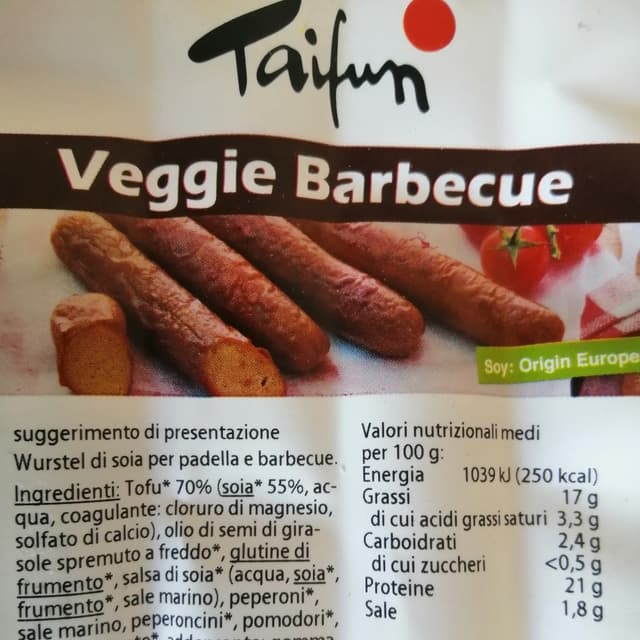 Taifun
Veggie Barbecue
Soy: Origin Europe
suggerimento di presentazione
Wurstel di soia per padella e barbecue.
Ingredienti: Tofu* 70% (soia* 55%, ac-
qua, coagulante: cloruro di magnesio,
solfato di calcio), olio di semi di gira-
sole spremuto a freddo*, glutine di
frumento*, salsa di soia* (acqua, soia*,
frumento*, sale marino), peperoni*,
sale marino, peperoncini*, pomodori*,
Valori nutrizionali medi
per 100 g:
Energia 1039 kJ (250 kcal)
Grassi 17 g
di cui acidi grassi saturi 3,3 g
Carboidrati 2,4 g
di cui zuccheri <0,5 g
Proteine 21 g
Sale 1,8 g